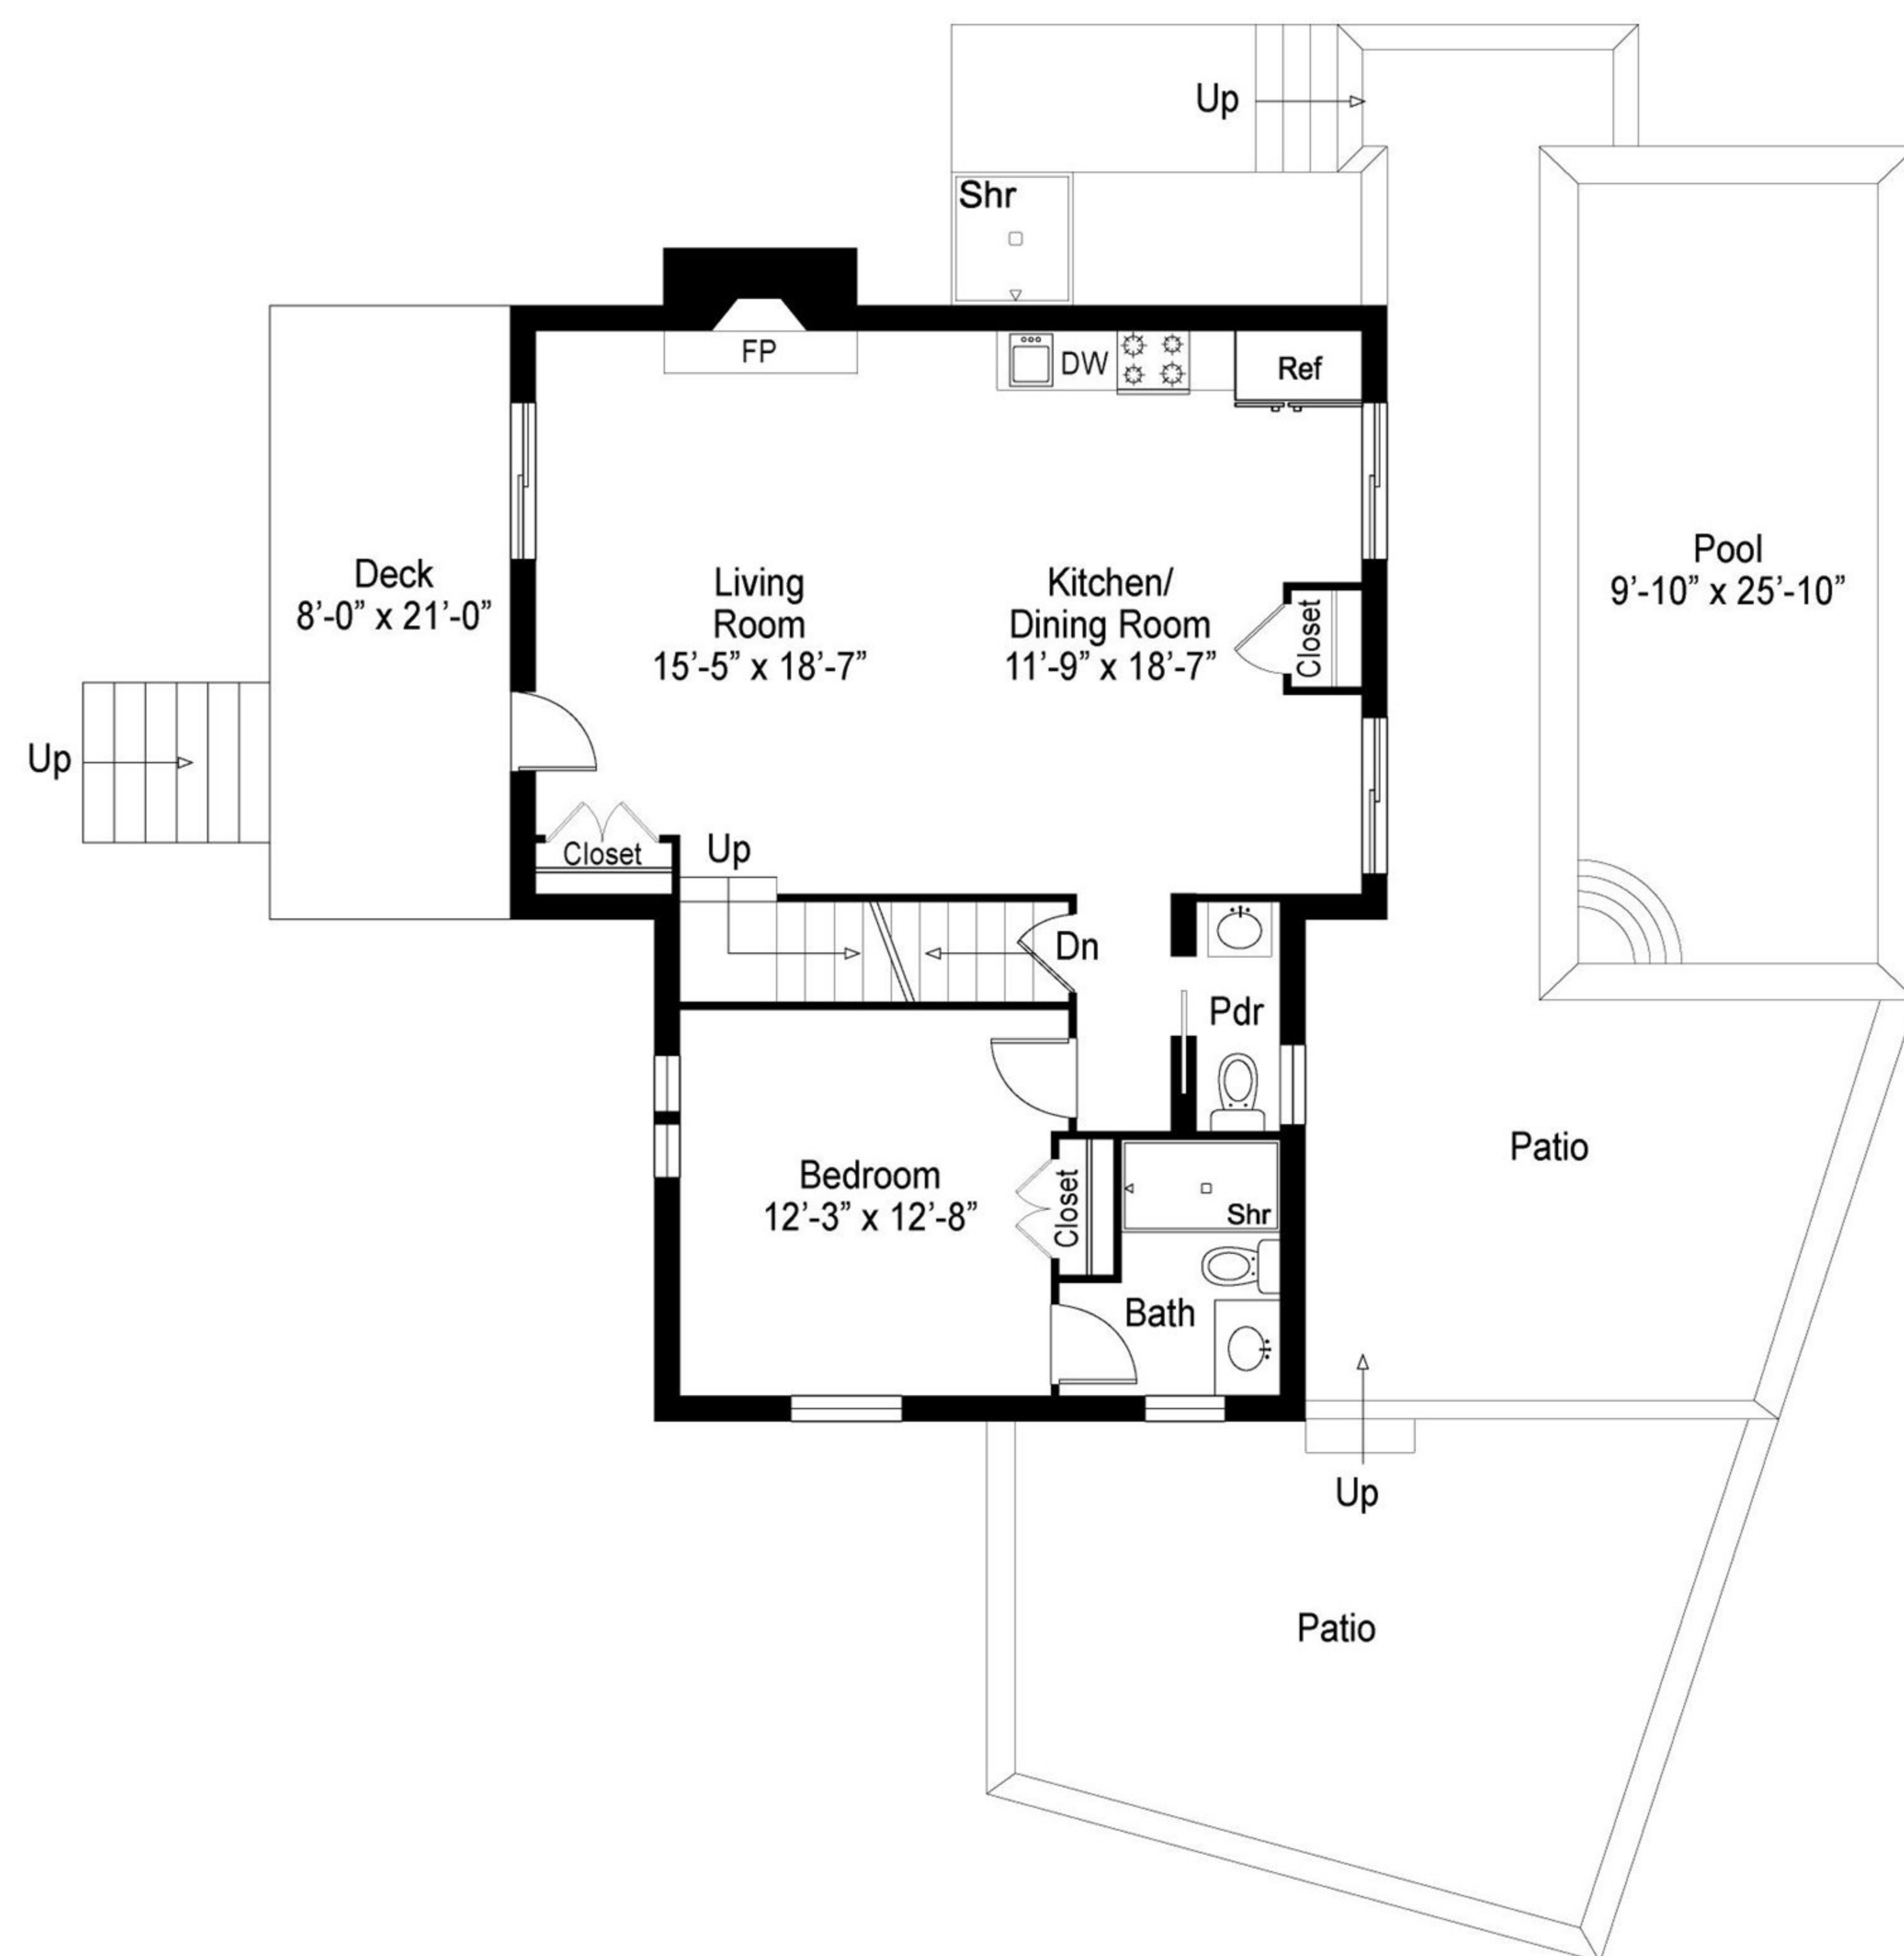 Up
Shr
FP
DW
Ref
Deck
8’-0” x 21’-0”
Living
Room
15’-5” x 18’-7”
Kitchen/
Dining Room
11’-9” x 18’-7”
Closet
Pool
9’-10” x 25’-10”
Up
Closet
Up
Dn
Pdr
Patio
Bedroom
12’-3” x 12’-8”
Closet
Shr
Bath
Up
Patio